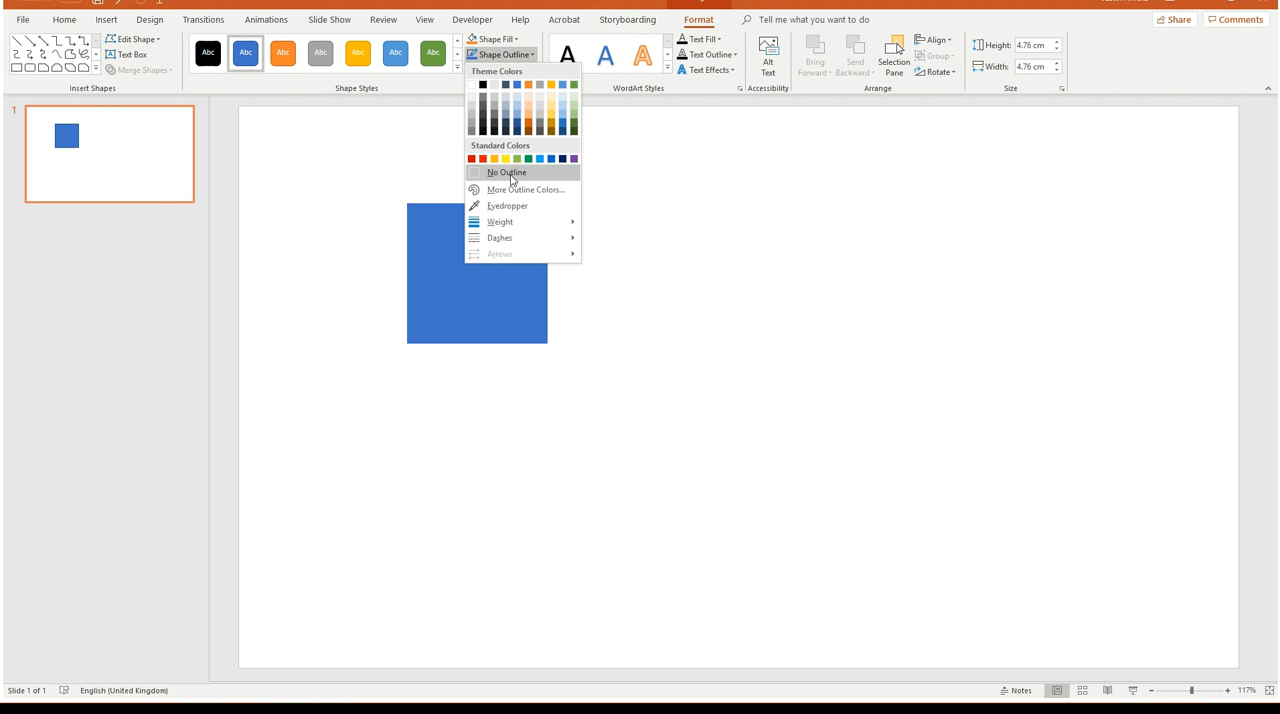 File Home Insert Design Transitions Animations Slide Show Review View Developer Help Acrobat Storyboarding Format Tell me what you want to do Share Comments
Edit Shape Abc Abc Abc Abc Abc Abc Abc Shape Fill A A A Text Fill Align Height: 4.76 cm
Text Box Shape Outline Text Outline Alt Text Bring Forward Send Backward Selection Pane Group
Merge Shapes Text Effects Rotate Width: 4.76 cm
Insert Shapes Shape Styles WordArt Styles Accessibility Arrange Size
Theme Colors
Standard Colors
No Outline
More Outline Colors...
Eyedropper
Weight
Dashes
Arrows
1
Slide 1 of 1 English (United Kingdom) Notes 117%